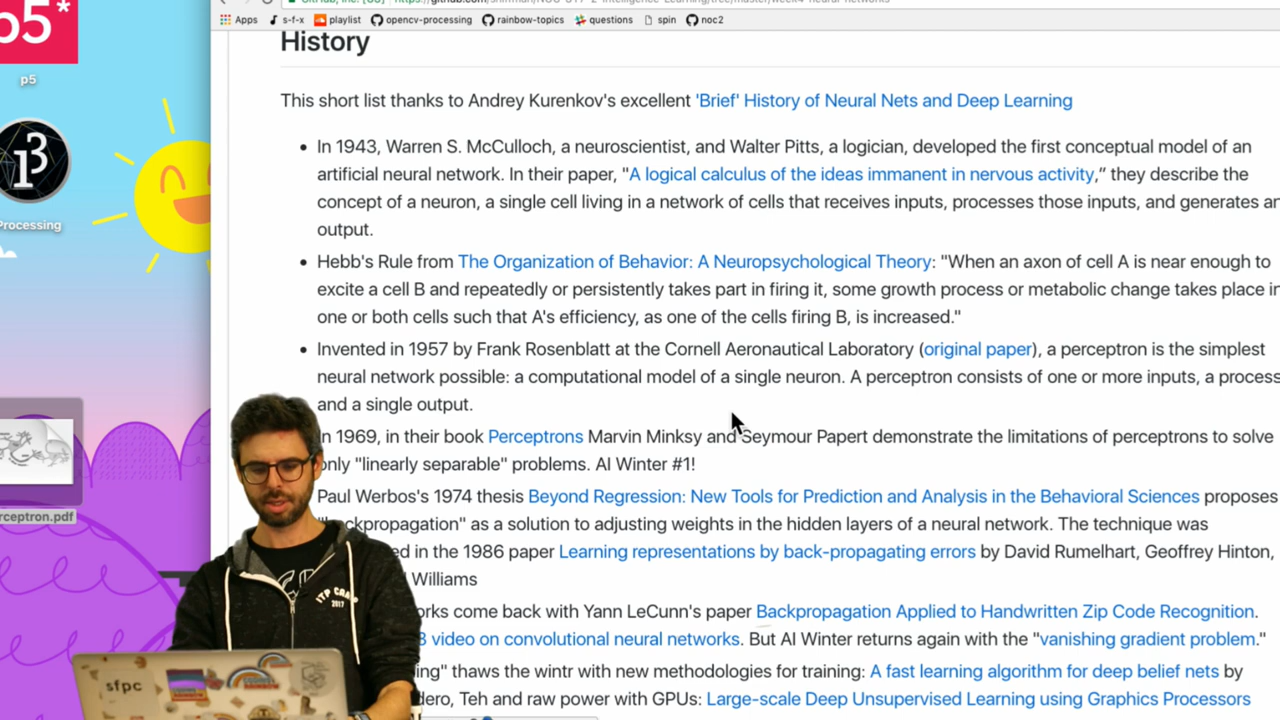 p5*
p5
Processing
Apps s-f-x playlist opencv-processing rainbow-topics questions spin noc2
History
This short list thanks to Andrey Kurenkov's excellent 'Brief' History of Neural Nets and Deep Learning
In 1943, Warren S. McCulloch, a neuroscientist, and Walter Pitts, a logician, developed the first conceptual model of an
artificial neural network. In their paper, "A logical calculus of the ideas immanent in nervous activity,” they describe the
concept of a neuron, a single cell living in a network of cells that receives inputs, processes those inputs, and generates
output.
Hebb's Rule from The Organization of Behavior: A Neuropsychological Theory: "When an axon of cell A is near enough to
excite a cell B and repeatedly or persistently takes part in firing it, some growth process or metabolic change takes place in
one or both cells such that A's efficiency, as one of the cells firing B, is increased."
Invented in 1957 by Frank Rosenblatt at the Cornell Aeronautical Laboratory (original paper), a perceptron is the simplest
neural network possible: a computational model of a single neuron. A perceptron consists of one or more inputs, a process
and a single output.
In 1969, in their book Perceptrons Marvin Minsky and Seymour Papert demonstrate the limitations of perceptrons to solve
only "linearly separable" problems. AI Winter #1!
Paul Werbos's 1974 thesis Beyond Regression: New Tools for Prediction and Analysis in the Behavioral Sciences proposes
"backpropagation" as a solution to adjusting weights in the hidden layers of a neural network. The technique was
ed in the 1986 paper Learning representations by back-propagating errors by David Rumelhart, Geoffrey Hinton,
Williams
orks come back with Yann LeCunn's paper Backpropagation Applied to Handwritten Zip Code Recognition.
video on convolutional neural networks. But AI Winter returns again with the "vanishing gradient problem."
ing" thaws the wintr with new methodologies for training: A fast learning algorithm for deep belief nets by
dero, Teh and raw power with GPUs: Large-scale Deep Unsupervised Learning using Graphics Processors
rceptron.pdf
ITP CAMP
2017
sfpc